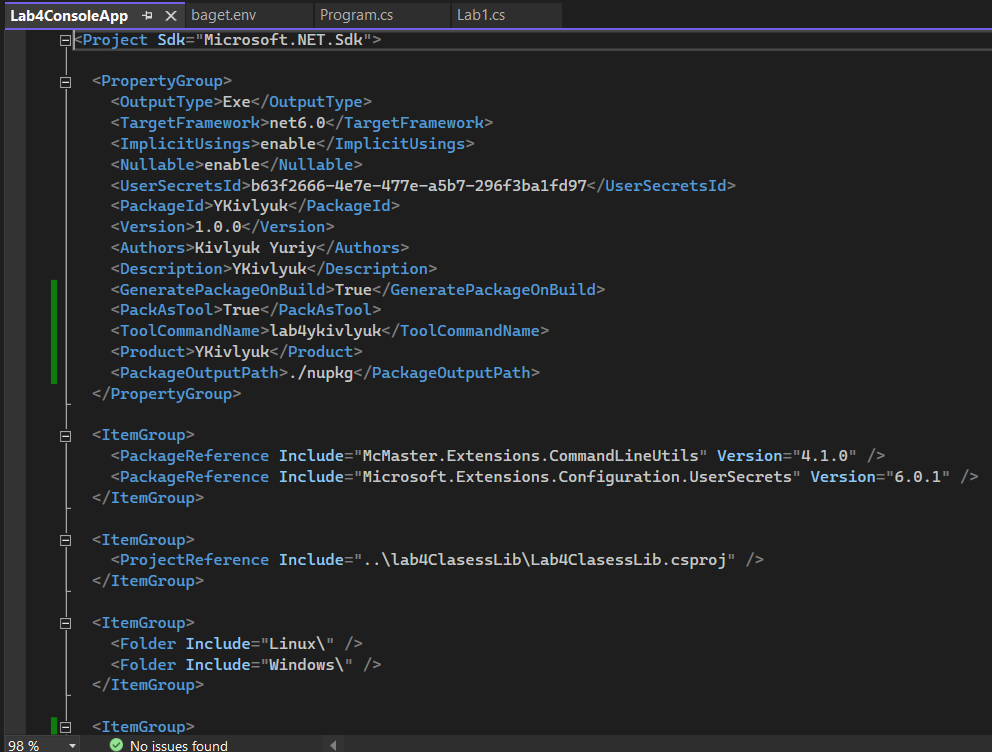 Lab4ConsoleApp baget.env Program.cs Lab1.cs
<Project Sdk="Microsoft.NET.Sdk">
<PropertyGroup>
<OutputType>Exe</OutputType>
<TargetFramework>net6.0</TargetFramework>
<ImplicitUsings>enable</ImplicitUsings>
<Nullable>enable</Nullable>
<UserSecretsId>b63f2666-4e7e-477e-a5b7-296f3ba1fd97</UserSecretsId>
<PackageId>YKivlyuk</PackageId>
<Version>1.0.0</Version>
<Authors>Kivlyuk Yuriy</Authors>
<Description>YKivlyuk</Description>
<GeneratePackageOnBuild>True</GeneratePackageOnBuild>
<PackAsTool>True</PackAsTool>
<ToolCommandName>lab4ykivlyuk</ToolCommandName>
<Product>YKivlyuk</Product>
<PackageOutputPath>./nupkg</PackageOutputPath>
</PropertyGroup>
<ItemGroup>
<PackageReference Include="McMaster.Extensions.CommandLineUtils" Version="4.1.0" />
<PackageReference Include="Microsoft.Extensions.Configuration.UserSecrets" Version="6.0.1" />
</ItemGroup>
<ItemGroup>
<ProjectReference Include="..\lab4ClasessLib\Lab4ClasessLib.csproj" />
</ItemGroup>
<ItemGroup>
<Folder Include="Linux\" />
<Folder Include="Windows\" />
</ItemGroup>
<ItemGroup>
98 % No issues found